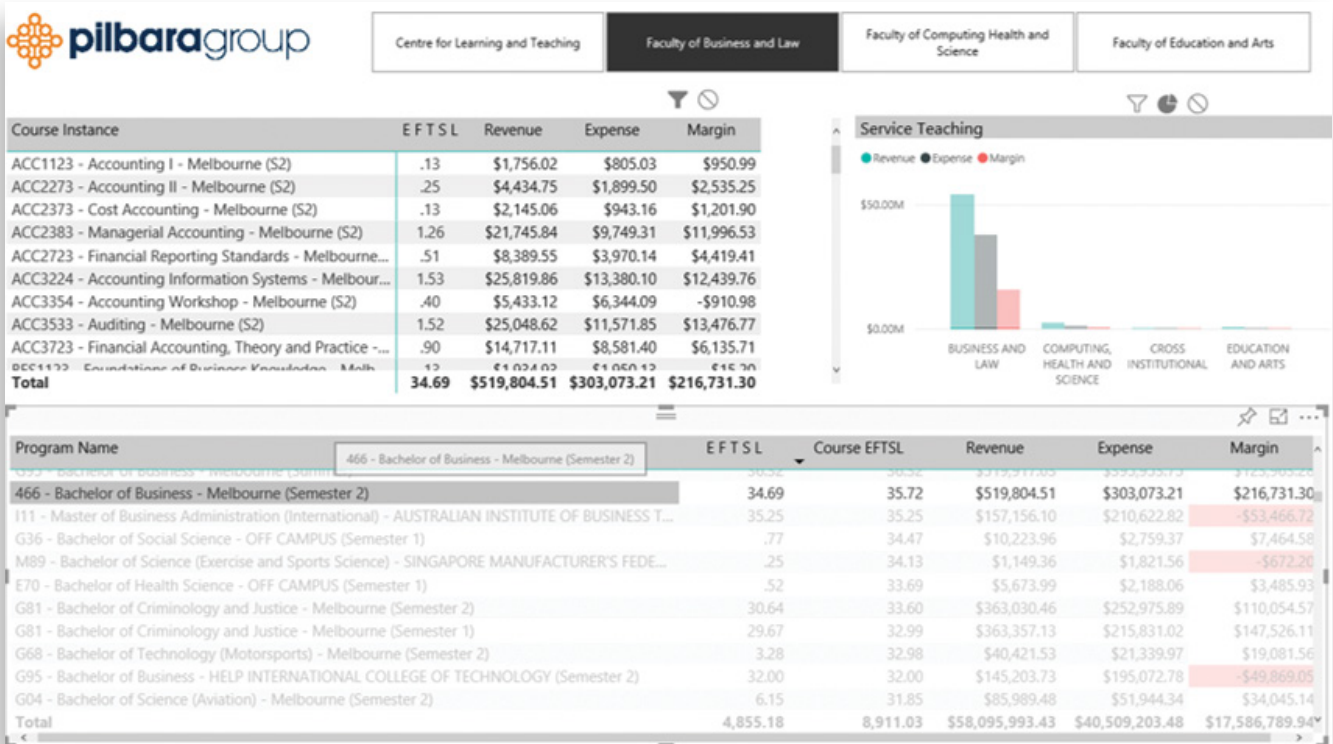 pilbaragroup
Centre for Learning and Teaching
Faculty of Business and Law
Faculty of Computing Health and
Science
Faculty of Education and Arts
Course Instance EFTSL Revenue Expense Margin
ACC1123 - Accounting I - Melbourne (S2) .13 $1,756.02 $805.03 $950.99
ACC2273 - Accounting II - Melbourne (S2) .25 $4,434.75 $1,899.50 $2,535.25
ACC2373 - Cost Accounting - Melbourne (S2) .13 $2,145.06 $943.16 $1,201.90
ACC2383 - Managerial Accounting - Melbourne (S2) 1.26 $21,745.84 $9,749.31 $11,996.53
ACC2723 - Financial Reporting Standards - Melbourne... .51 $8,389.55 $3,970.14 $4,419.41
ACC3224 - Accounting Information Systems - Melbour... 1.53 $25,819.86 $13,380.10 $12,439.76
ACC3354 - Accounting Workshop - Melbourne (S2) .40 $5,433.12 $6,344.09 -$910.98
ACC3533 - Auditing - Melbourne (S2) 1.52 $25,048.62 $11,571.85 $13,476.77
ACC3723 - Financial Accounting, Theory and Practice -... .90 $14,717.11 $8,581.40 $6,135.71
Foundations of Business Knowledge
Total 34.69 $519,804.51 $303,073.21 $216,731.30
Service Teaching
Revenue Expense Margin
$50.00M
$0.00M
BUSINESS AND
LAW
COMPUTING,
HEALTH AND
SCIENCE
CROSS
INSTITUTIONAL
EDUCATION
AND ARTS
Program Name EFTSL Course EFTSL Revenue Expense Margin
466 - Bachelor of Business - Melbourne (Semester 2)
G95 - Bachelor of Business - Melbourne
466 - Bachelor of Business - Melbourne (Semester 2) 34.69 35.72 $519,804.51 $303,073.21 $216,731.30
I11 - Master of Business Administration (International) - AUSTRALIAN INSTITUTE OF BUSINESS T... 35.25 35.25 $157,156.10 $210,622.82 -$53,466.72
G36 - Bachelor of Social Science - OFF CAMPUS (Semester 1) .77 34.47 $10,223.96 $2,759.37 $7,464.58
M89 - Bachelor of Science (Exercise and Sports Science) - SINGAPORE MANUFACTURER'S FEDE... .25 34.13 $1,149.36 $1,821.56 -$672.20
E70 - Bachelor of Health Science - OFF CAMPUS (Semester 1) .52 33.69 $5,673.99 $2,188.06 $3,485.93
G81 - Bachelor of Criminology and Justice - Melbourne (Semester 2) 30.64 33.60 $363,030.46 $252,975.89 $110,054.57
G81 - Bachelor of Criminology and Justice - Melbourne (Semester 1) 29.67 32.99 $363,357.13 $215,831.02 $147,526.11
G68 - Bachelor of Technology (Motorsports) - Melbourne (Semester 2) 3.28 32.98 $40,421.53 $21,339.97 $19,081.56
G95 - Bachelor of Business - HELP INTERNATIONAL COLLEGE OF TECHNOLOGY (Semester 2) 32.00 32.00 $145,203.73 $195,072.78 -$49,869.05
G04 - Bachelor of Science (Aviation) - Melbourne (Semester 2) 6.15 31.85 $85,989.48 $51,944.34 $34,045.14
Total 4,855.18 8,911.03 $58,095,993.43 $40,509,203.48 $17,586,789.94